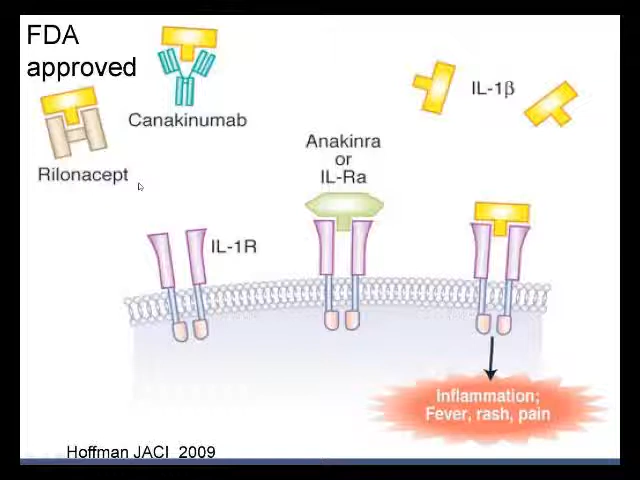 FDA
approved
Canakinumab
Rilonacept
IL-1β
Anakinra
or
IL-Ra
IL-1R
Inflammation;
Fever, rash, pain
Hoffman JACI 2009